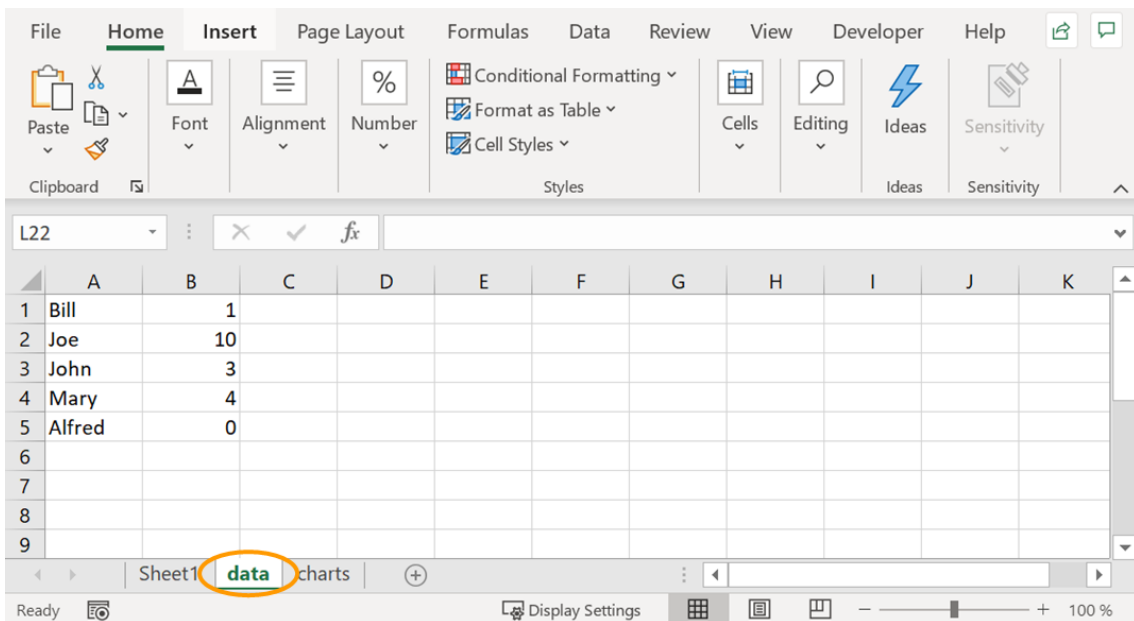 File Home Insert Page Layout Formulas Data Review View Developer Help
Conditional Formatting
Format as Table
Paste Font Alignment Number Cells Editing Ideas Sensitivity
Cell Styles
Clipboard Styles Ideas Sensitivity
L22 fx
A B C D E F G H I J K
1 Bill 1
2 Joe 10
3 John 3
4 Mary 4
5 Alfred 0
6
7
8
9
Sheet1 data charts
Ready Display Settings 100 %